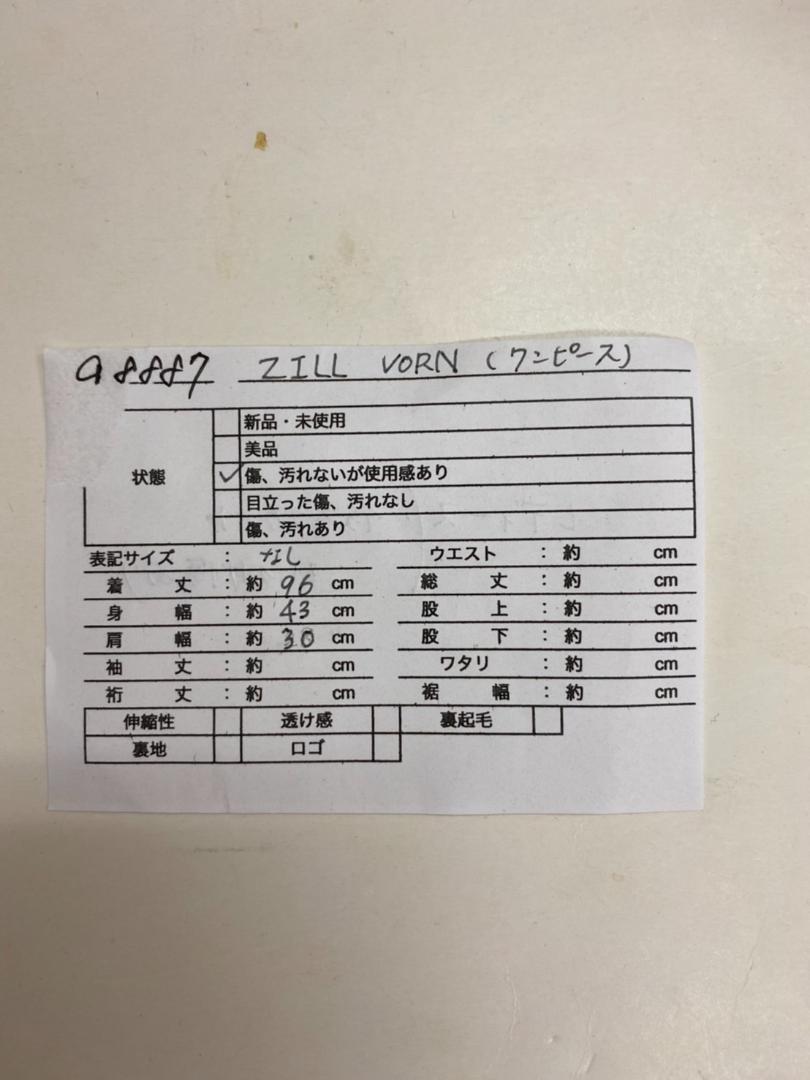 a8887 ZILL VORN (ワンピース)
新品・未使用
美品
状態 ✓ 傷、汚れないが使用感あり
目立った傷、汚れなし
傷、汚れあり
表記サイズ : ナエし ウエスト : 約 cm
着 丈 : 約 96 cm 総 丈 : 約 cm
身 幅 : 約 43 cm 股 上 : 約 cm
肩 幅 : 約 30 cm 股 下 : 約 cm
袖 丈 : 約 cm ワタリ : 約 cm
裄 丈 : 約 cm 裾 幅 : 約 cm
伸縮性 透け感 裏起毛
裏地 ロゴ